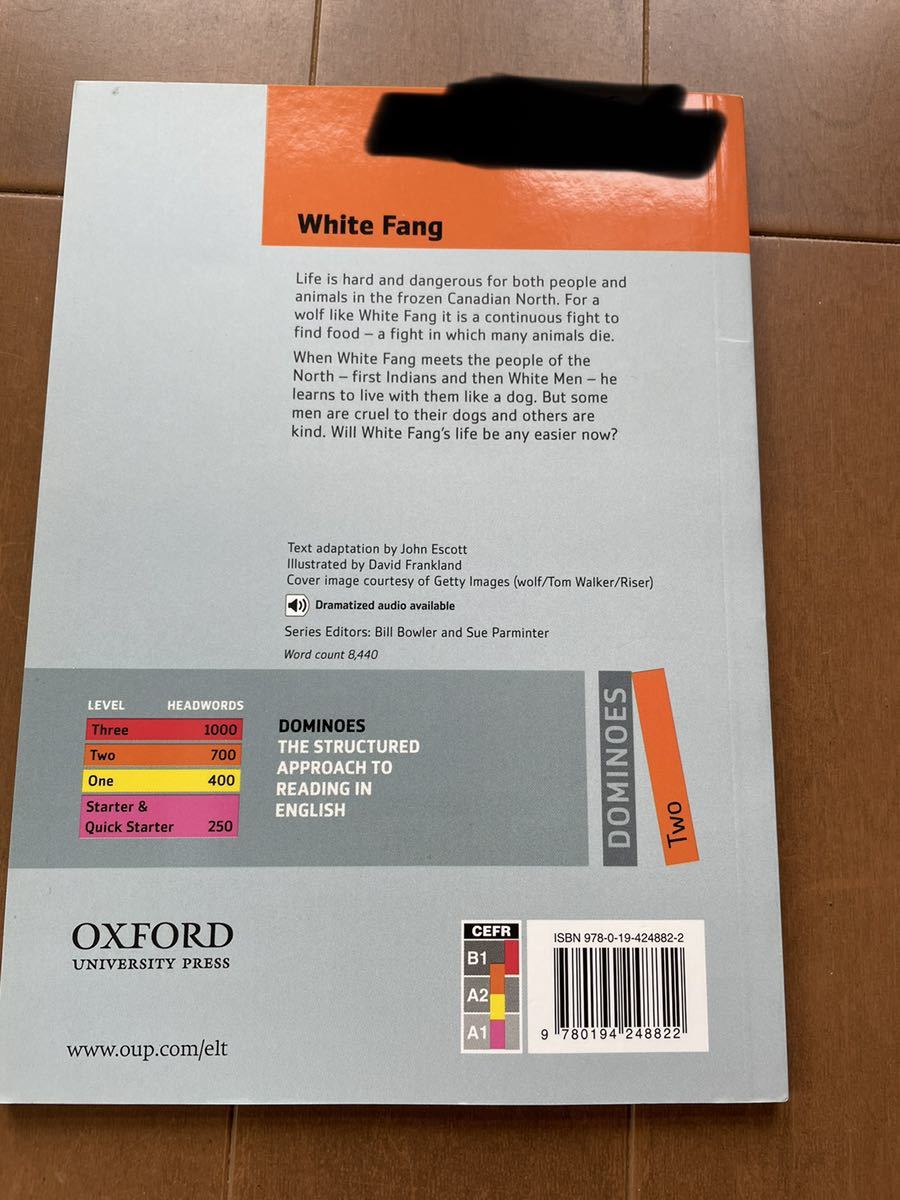 White Fang
Life is hard and dangerous for both people and
animals in the frozen Canadian North. For a
wolf like White Fang it is a continuous fight to
find food – a fight in which many animals die.
When White Fang meets the people of the
North – first Indians and then White Men – he
learns to live with them like a dog. But some
men are cruel to their dogs and others are
kind. Will White Fang's life be any easier now?
Text adaptation by John Escott
Illustrated by David Frankland
Cover image courtesy of Getty Images (wolf/Tom Walker/Riser)
Dramatized audio available
Series Editors: Bill Bowler and Sue Parminter
Word count 8,440
LEVEL HEADWORDS
Three 1000
Two 700
One 400
Starter &
Quick Starter 250
DOMINOES
THE STRUCTURED
APPROACH TO
READING IN
ENGLISH
DOMINOES
Two
OXFORD
UNIVERSITY PRESS
www.oup.com/elt
CEFR
B1
A2
A1
ISBN 978-0-19-424882-2
9 780194 248822